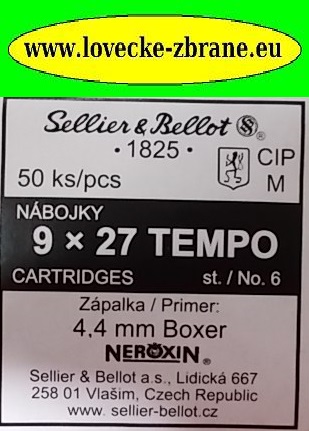 www.lovecke-zbrane.eu
Sellier & Bellot S&B ®
• 1825 •
CIP
50 ks/pcs
M
NÁBOJKY
9 × 27 TEMPO
CARTRIDGES st. / No. 6
Zápalka / Primer:
4,4 mm Boxer
NEROXIN ®
Sellier & Bellot a.s., Lidická 667
258 01 Vlašim, Czech Republic
www. sellier-bellot.cz